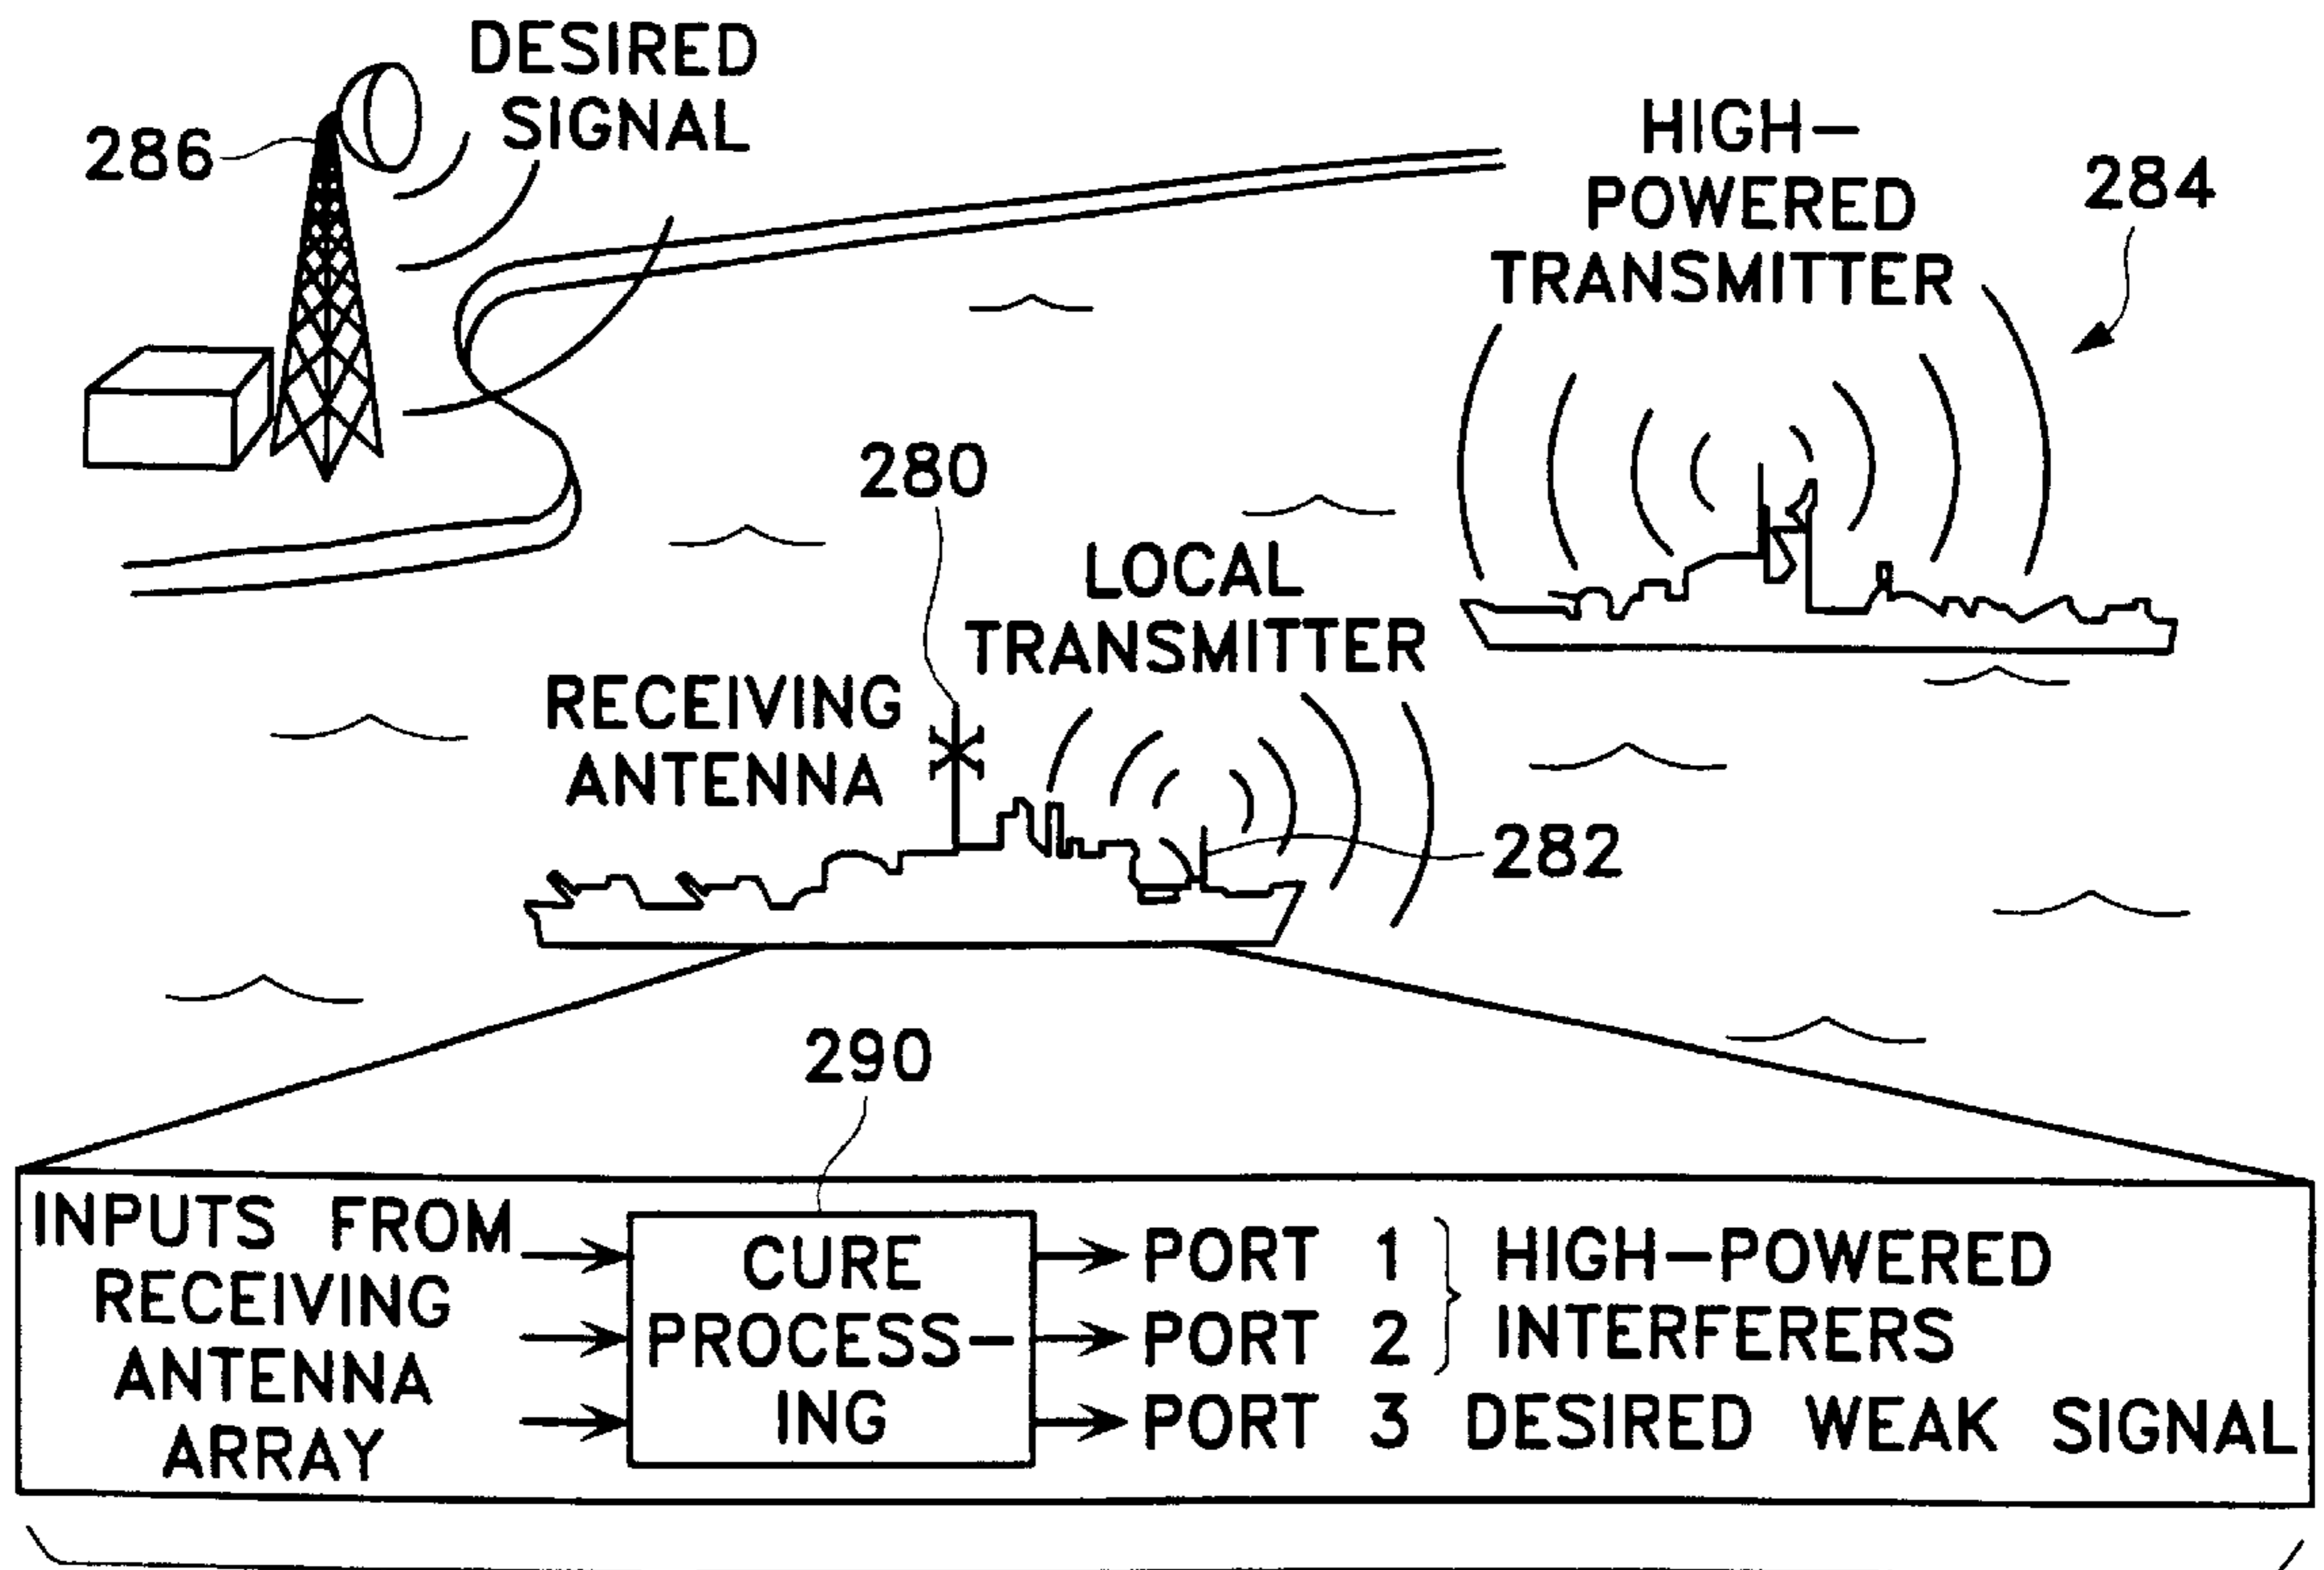 DESIRED
SIGNAL
286
HIGH-
POWERED
TRANSMITTER
284
280
LOCAL
TRANSMITTER
RECEIVING
ANTENNA
282
290
INPUTS FROM
RECEIVING
ANTENNA
ARRAY
CURE
PROCESS-
ING
PORT 1
PORT 2
HIGH-POWERED
INTERFERERS
PORT 3 DESIRED WEAK SIGNAL